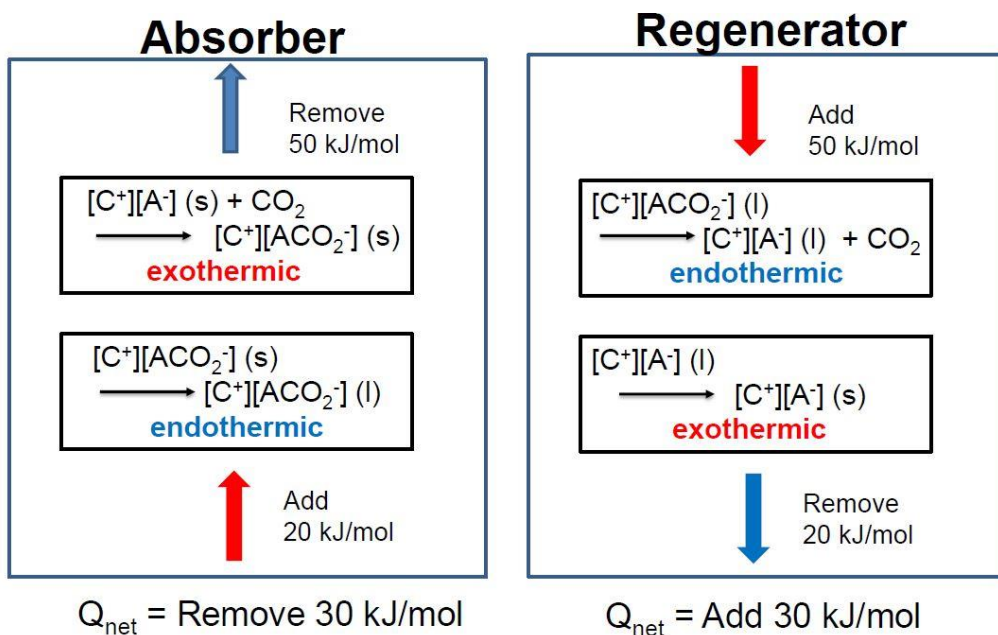 Absorber
Remove
50 kJ/mol
[C⁺][A⁻] (s) + CO₂
[C⁺][ACO₂⁻] (s)
exothermic
[C⁺][ACO₂⁻] (s)
[C⁺][ACO₂⁻] (l)
endothermic
Add
20 kJ/mol
Q_net = Remove 30 kJ/mol
Regenerator
Add
50 kJ/mol
[C⁺][ACO₂⁻] (l)
[C⁺][A⁻] (l) + CO₂
endothermic
[C⁺][A⁻] (l)
[C⁺][A⁻] (s)
exothermic
Remove
20 kJ/mol
Q_net = Add 30 kJ/mol